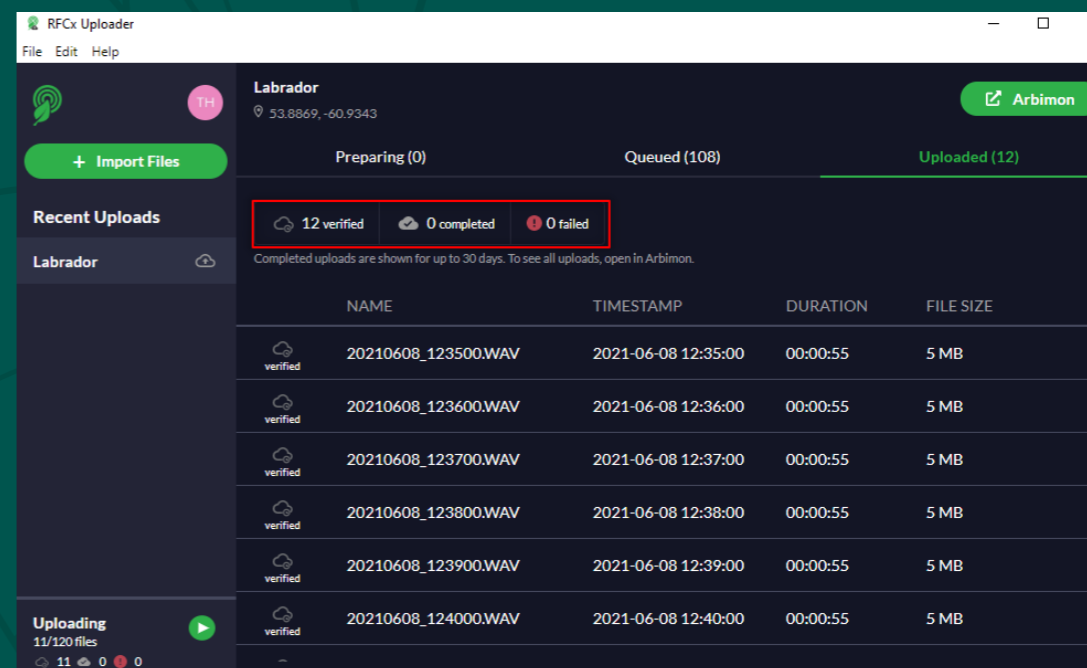 RFCx Uploader
File Edit Help
TH
+ Import Files
Recent Uploads
Labrador
Uploading
11/120 files
11 0 0
Labrador
53.8869, -60.9343
Arbimon
Preparing (0) Queued (108) Uploaded (12)
12 verified 0 completed 0 failed
Completed uploads are shown for up to 30 days. To see all uploads, open in Arbimon.
NAME TIMESTAMP DURATION FILE SIZE
verified 20210608_123500.WAV 2021-06-08 12:35:00 00:00:55 5 MB
verified 20210608_123600.WAV 2021-06-08 12:36:00 00:00:55 5 MB
verified 20210608_123700.WAV 2021-06-08 12:37:00 00:00:55 5 MB
verified 20210608_123800.WAV 2021-06-08 12:38:00 00:00:55 5 MB
verified 20210608_123900.WAV 2021-06-08 12:39:00 00:00:55 5 MB
verified 20210608_124000.WAV 2021-06-08 12:40:00 00:00:55 5 MB